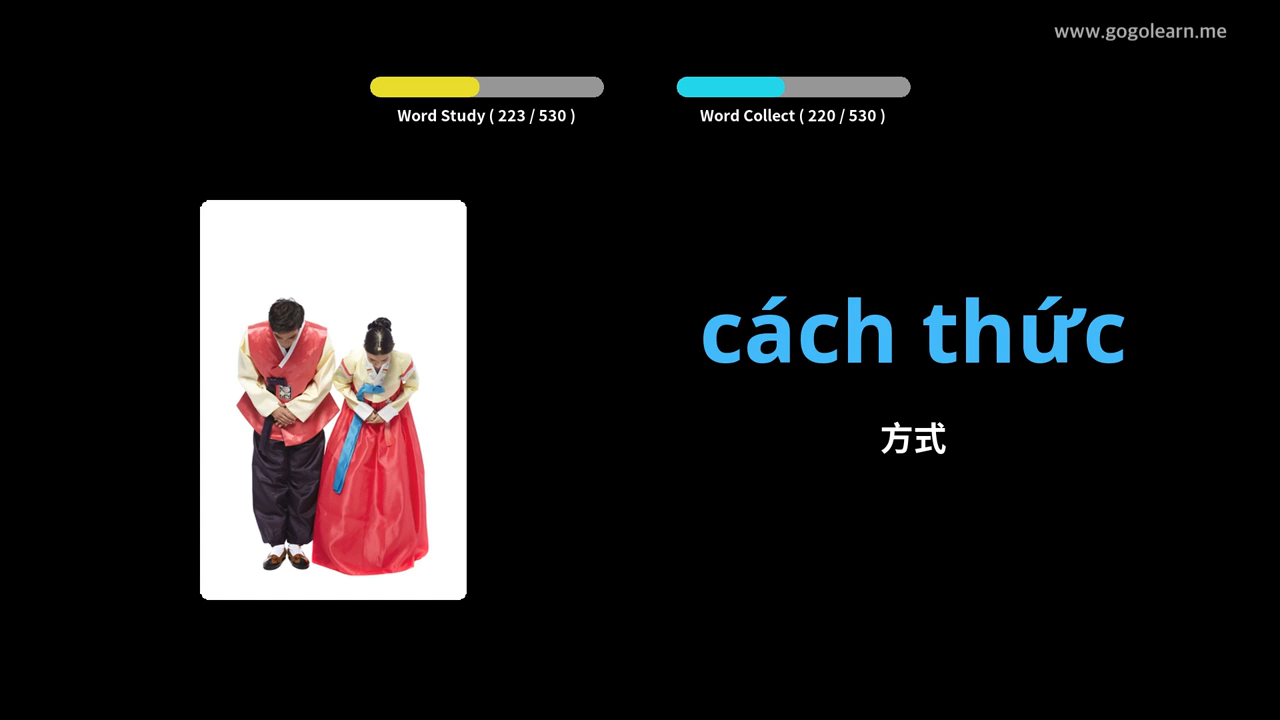 www.gogolearn.me
Word Study ( 223 / 530 )
Word Collect ( 220 / 530 )
cách thức
方式